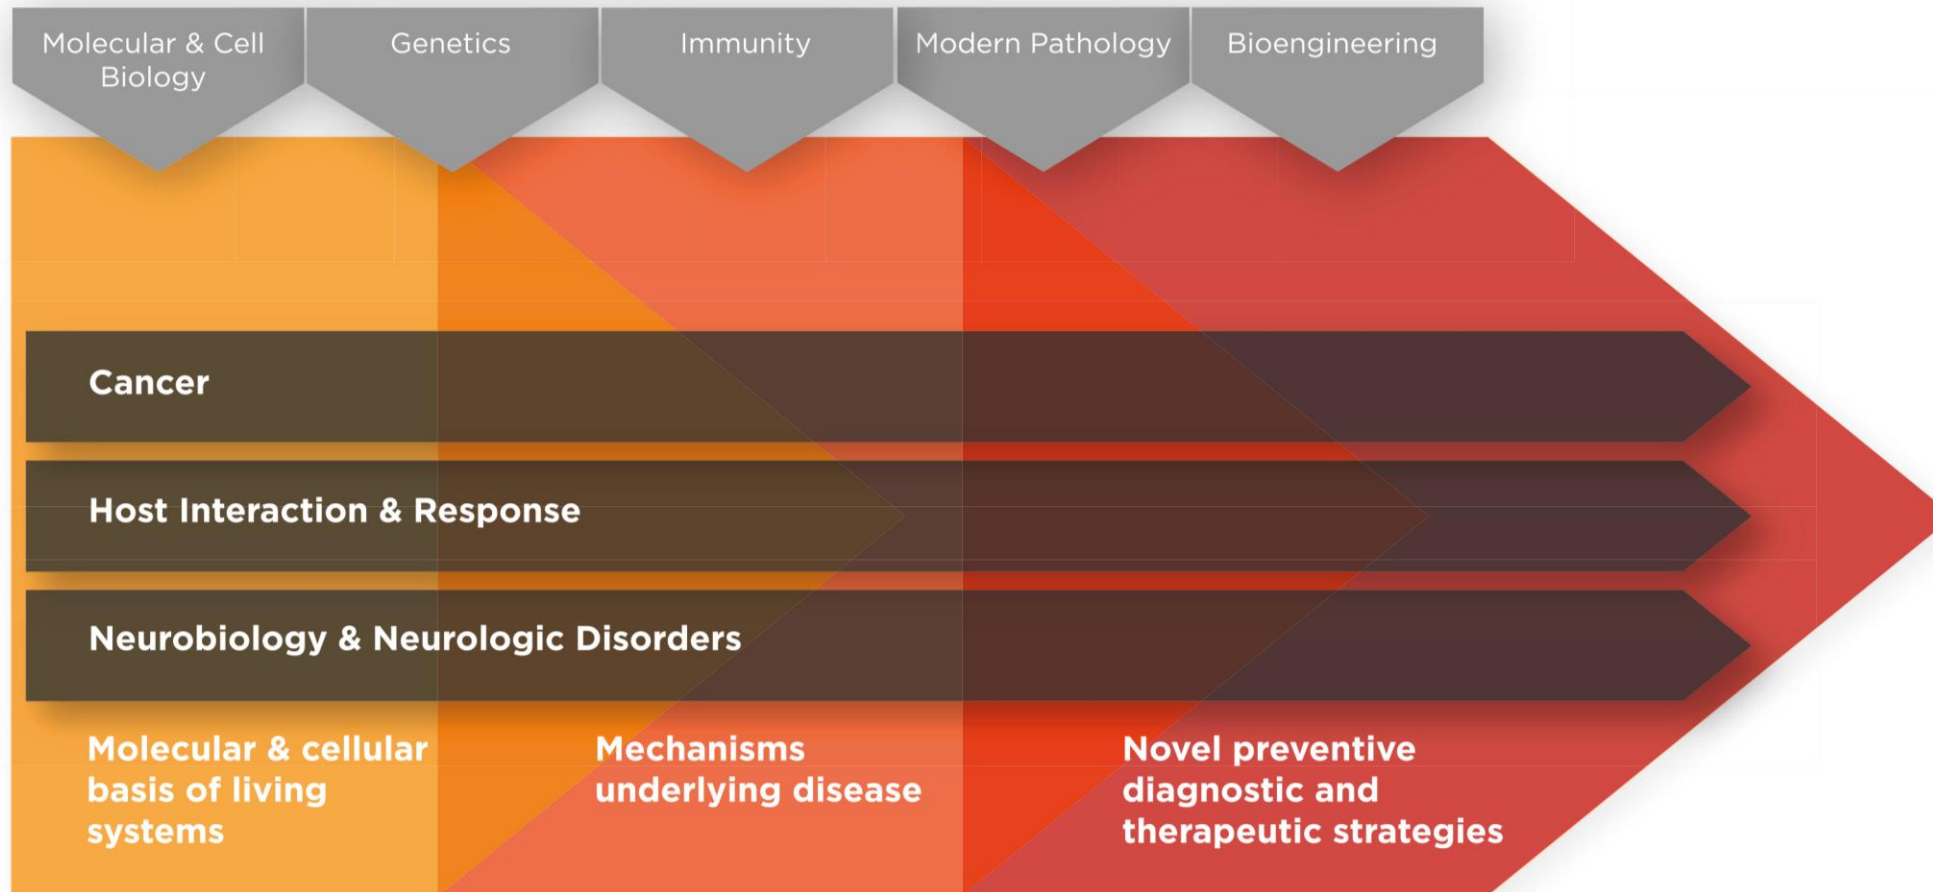 Molecular & Cell
Biology
Genetics
Immunity
Modern Pathology
Bioengineering
Cancer
Host Interaction & Response
Neurobiology & Neurologic Disorders
Molecular & cellular
basis of living
systems
Mechanisms
underlying disease
Novel preventive
diagnostic and
therapeutic strategies